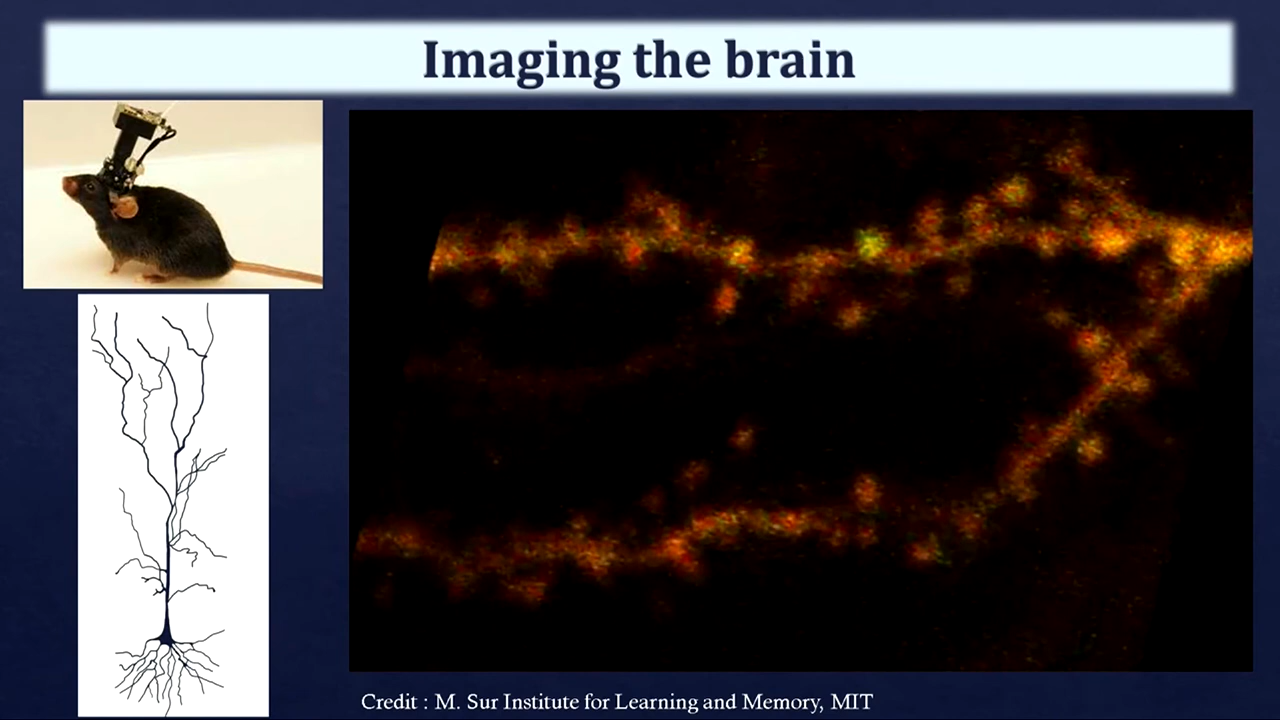 Imaging the brain
Credit : M. Sur Institute for Learning and Memory, MIT